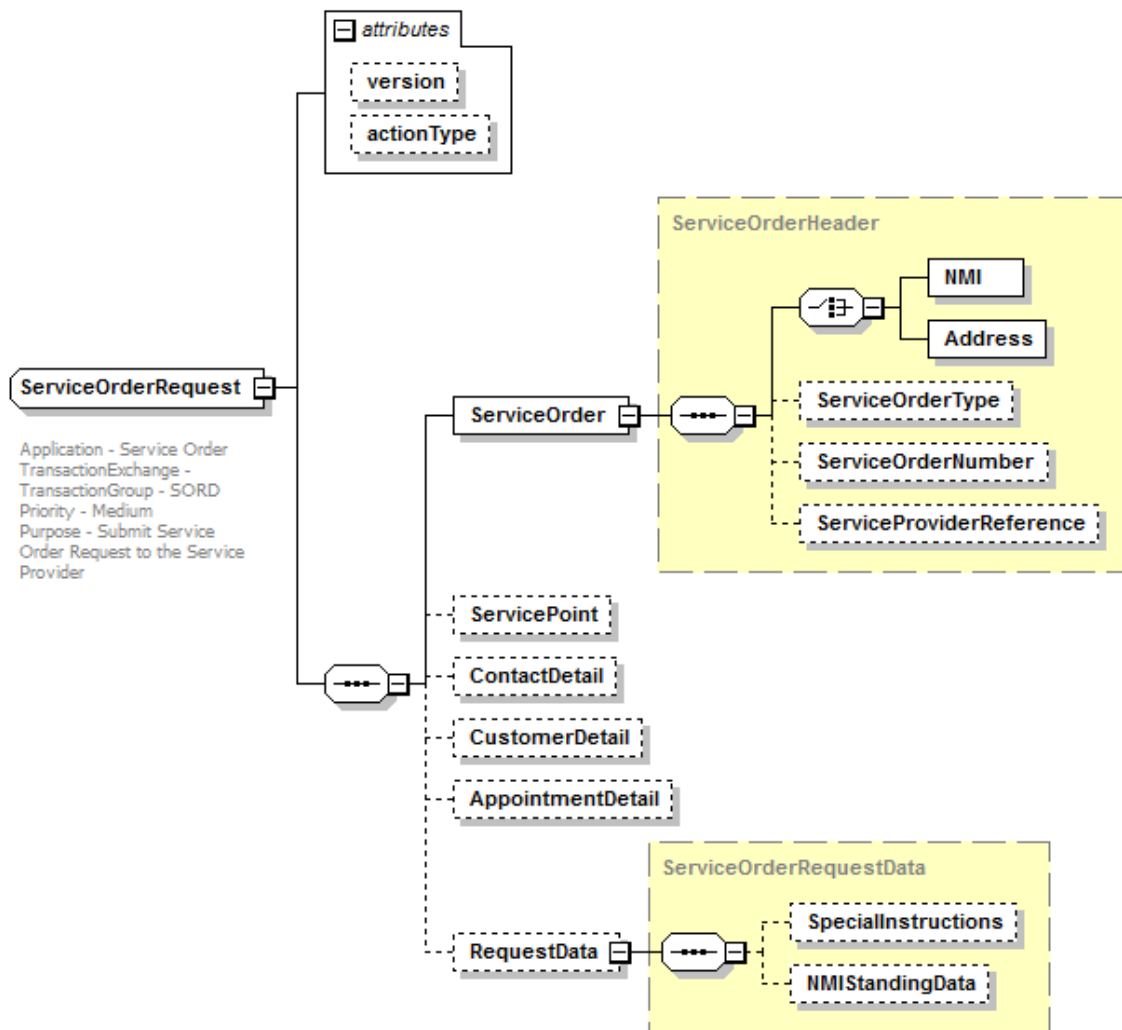 attributes
version
actionType
ServiceOrderHeader
NMI
Address
ServiceOrderRequest
ServiceOrder
ServiceOrderType
ServiceOrderNumber
ServiceProviderReference
Application - Service Order
TransactionExchange -
TransactionGroup - SORD
Priority - Medium
Purpose - Submit Service
Order Request to the Service
Provider
ServicePoint
ContactDetail
CustomerDetail
AppointmentDetail
ServiceOrderRequestData
RequestData
SpecialInstructions
NMIStandingData